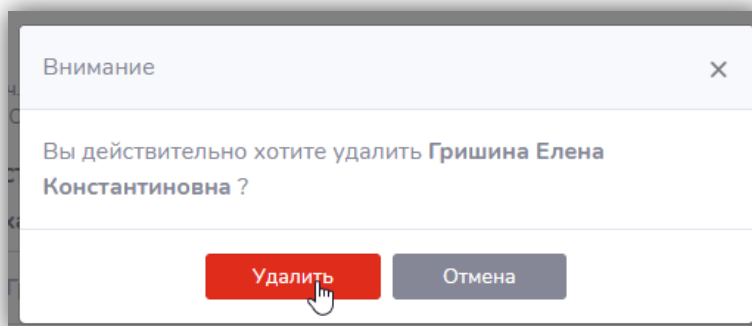 Внимание
Вы действительно хотите удалить Гришина Елена
Константиновна ?
Удалить
Отмена